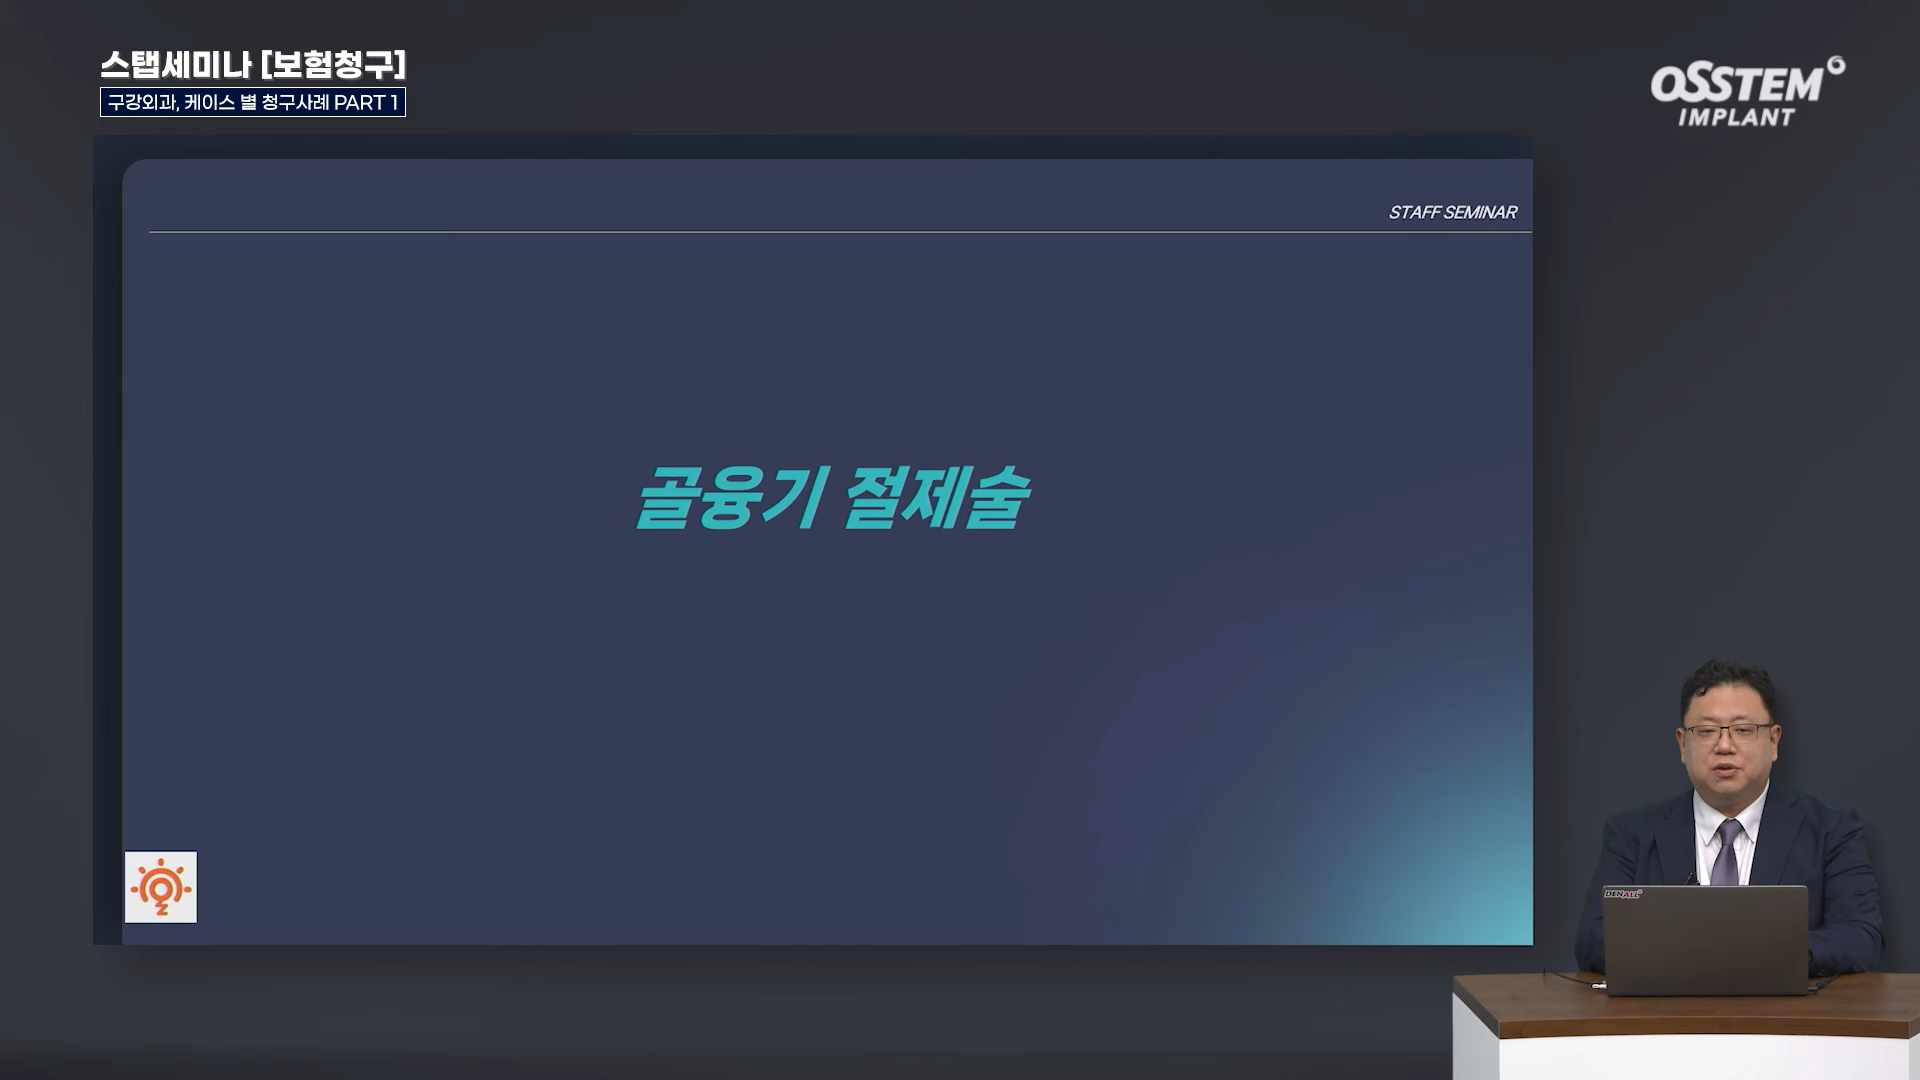 스탭세미나 [보험청구]
구강외과, 케이스 별 청구사례 PART 1
OSSTEM
IMPLANT
STAFF SEMINAR
골융기 절제술
DENALL